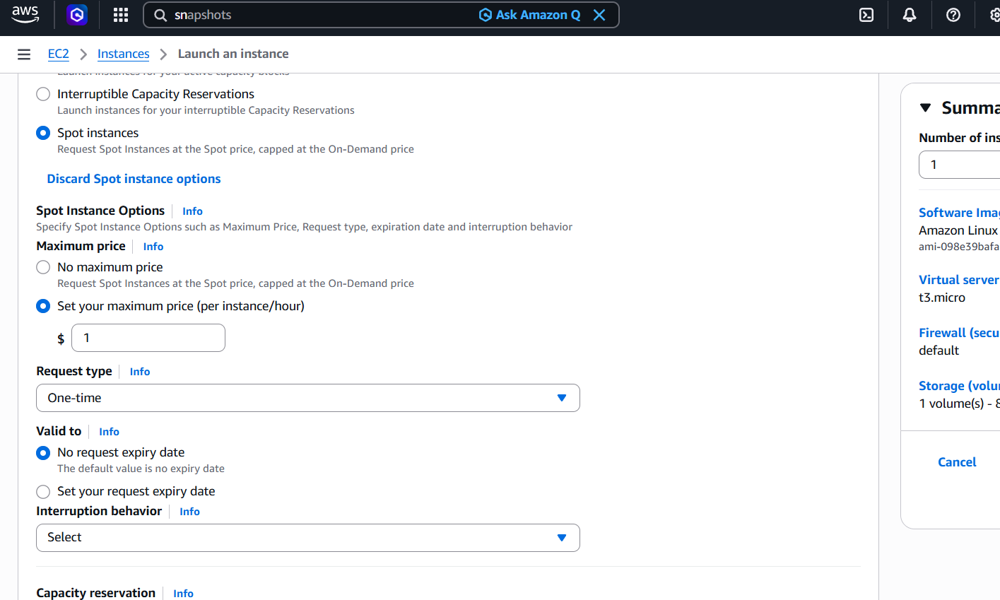 aws
snapshots
Ask Amazon Q
EC2
Instances
Launch an instance
Launch instances for your active capacity blocks
Interruptible Capacity Reservations
Launch instances for your interruptible Capacity Reservations
Spot instances
Request Spot Instances at the Spot price, capped at the On-Demand price
Discard Spot instance options
Spot Instance Options Info
Specify Spot Instance Options such as Maximum Price, Request type, expiration date and interruption behavior
Maximum price Info
No maximum price
Request Spot Instances at the Spot price, capped at the On-Demand price
Set your maximum price (per instance/hour)
$ 1
Request type Info
One-time
Valid to Info
No request expiry date
The default value is no expiry date
Set your request expiry date
Interruption behavior Info
Select
Capacity reservation Info
Summa
Number of ins
1
Software Imag
Amazon Linux
ami-098e39bafa
Virtual server
t3.micro
Firewall (secu
default
Storage (volu
1 volume(s) - 8
Cancel